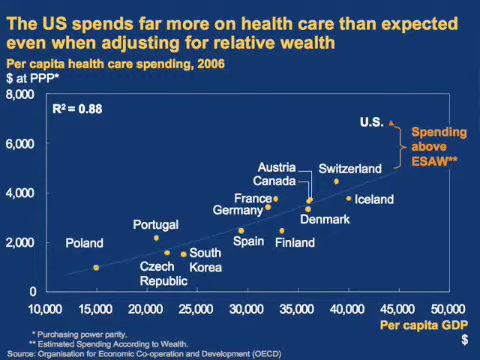 The US spends far more on health care than expected
even when adjusting for relative wealth
Per capita health care spending, 2006
$ at PPP*
8,000
R² = 0.88
U.S.
Spending
above
ESAW**
6,000
Austria
Canada
Switzerland
4,000
France
Germany
Iceland
Denmark
Portugal
Poland
2,000
Spain
Finland
Czech
Republic
South
Korea
0
10,000 15,000 20,000 25,000 30,000 35,000 40,000 45,000 50,000
Per capita GDP
$
* Purchasing power parity.
** Estimated Spending According to Wealth.
Source: Organisation for Economic Co-operation and Development (OECD)